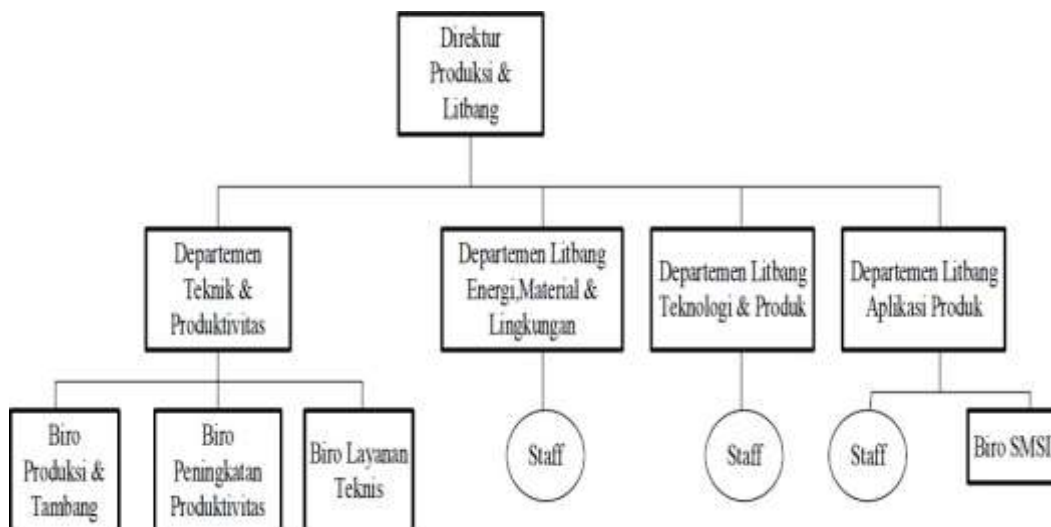 Direktur
Produksi &
Litbang
Departemen
Teknik &
Produktivitas
Departemen Litbang
Energi,Material &
Lingkungan
Departemen Litbang
Teknologi & Produk
Departemen Litbang
Aplikasi Produk
Biro
Produksi &
Tambang
Biro
Peningkatan
Produktivitas
Biro Layanan
Teknis
Staff
Staff
Staff
Biro SMSI